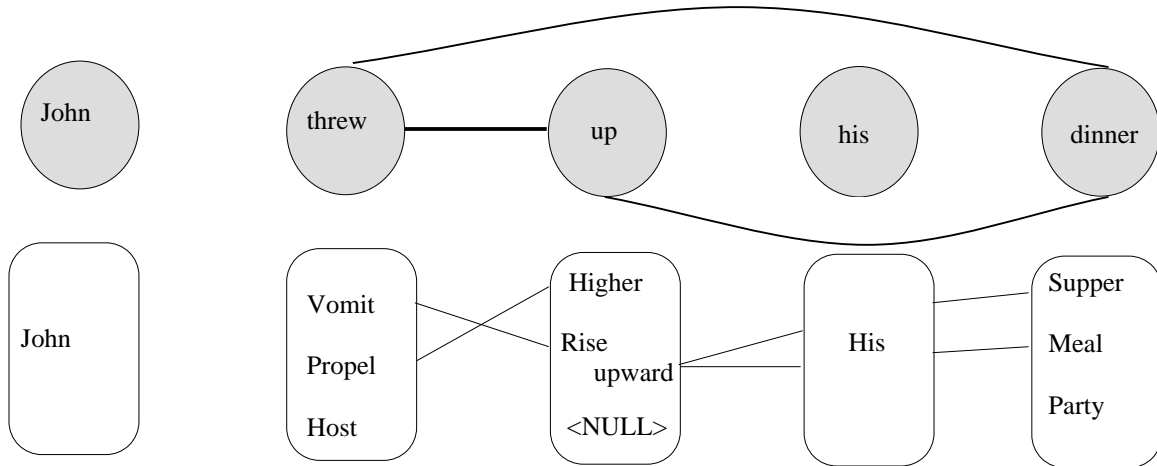 John
threw
up
his
dinner
John
Vomit
Propel
Host
Higher
Rise
upward
<NULL>
His
Supper
Meal
Party